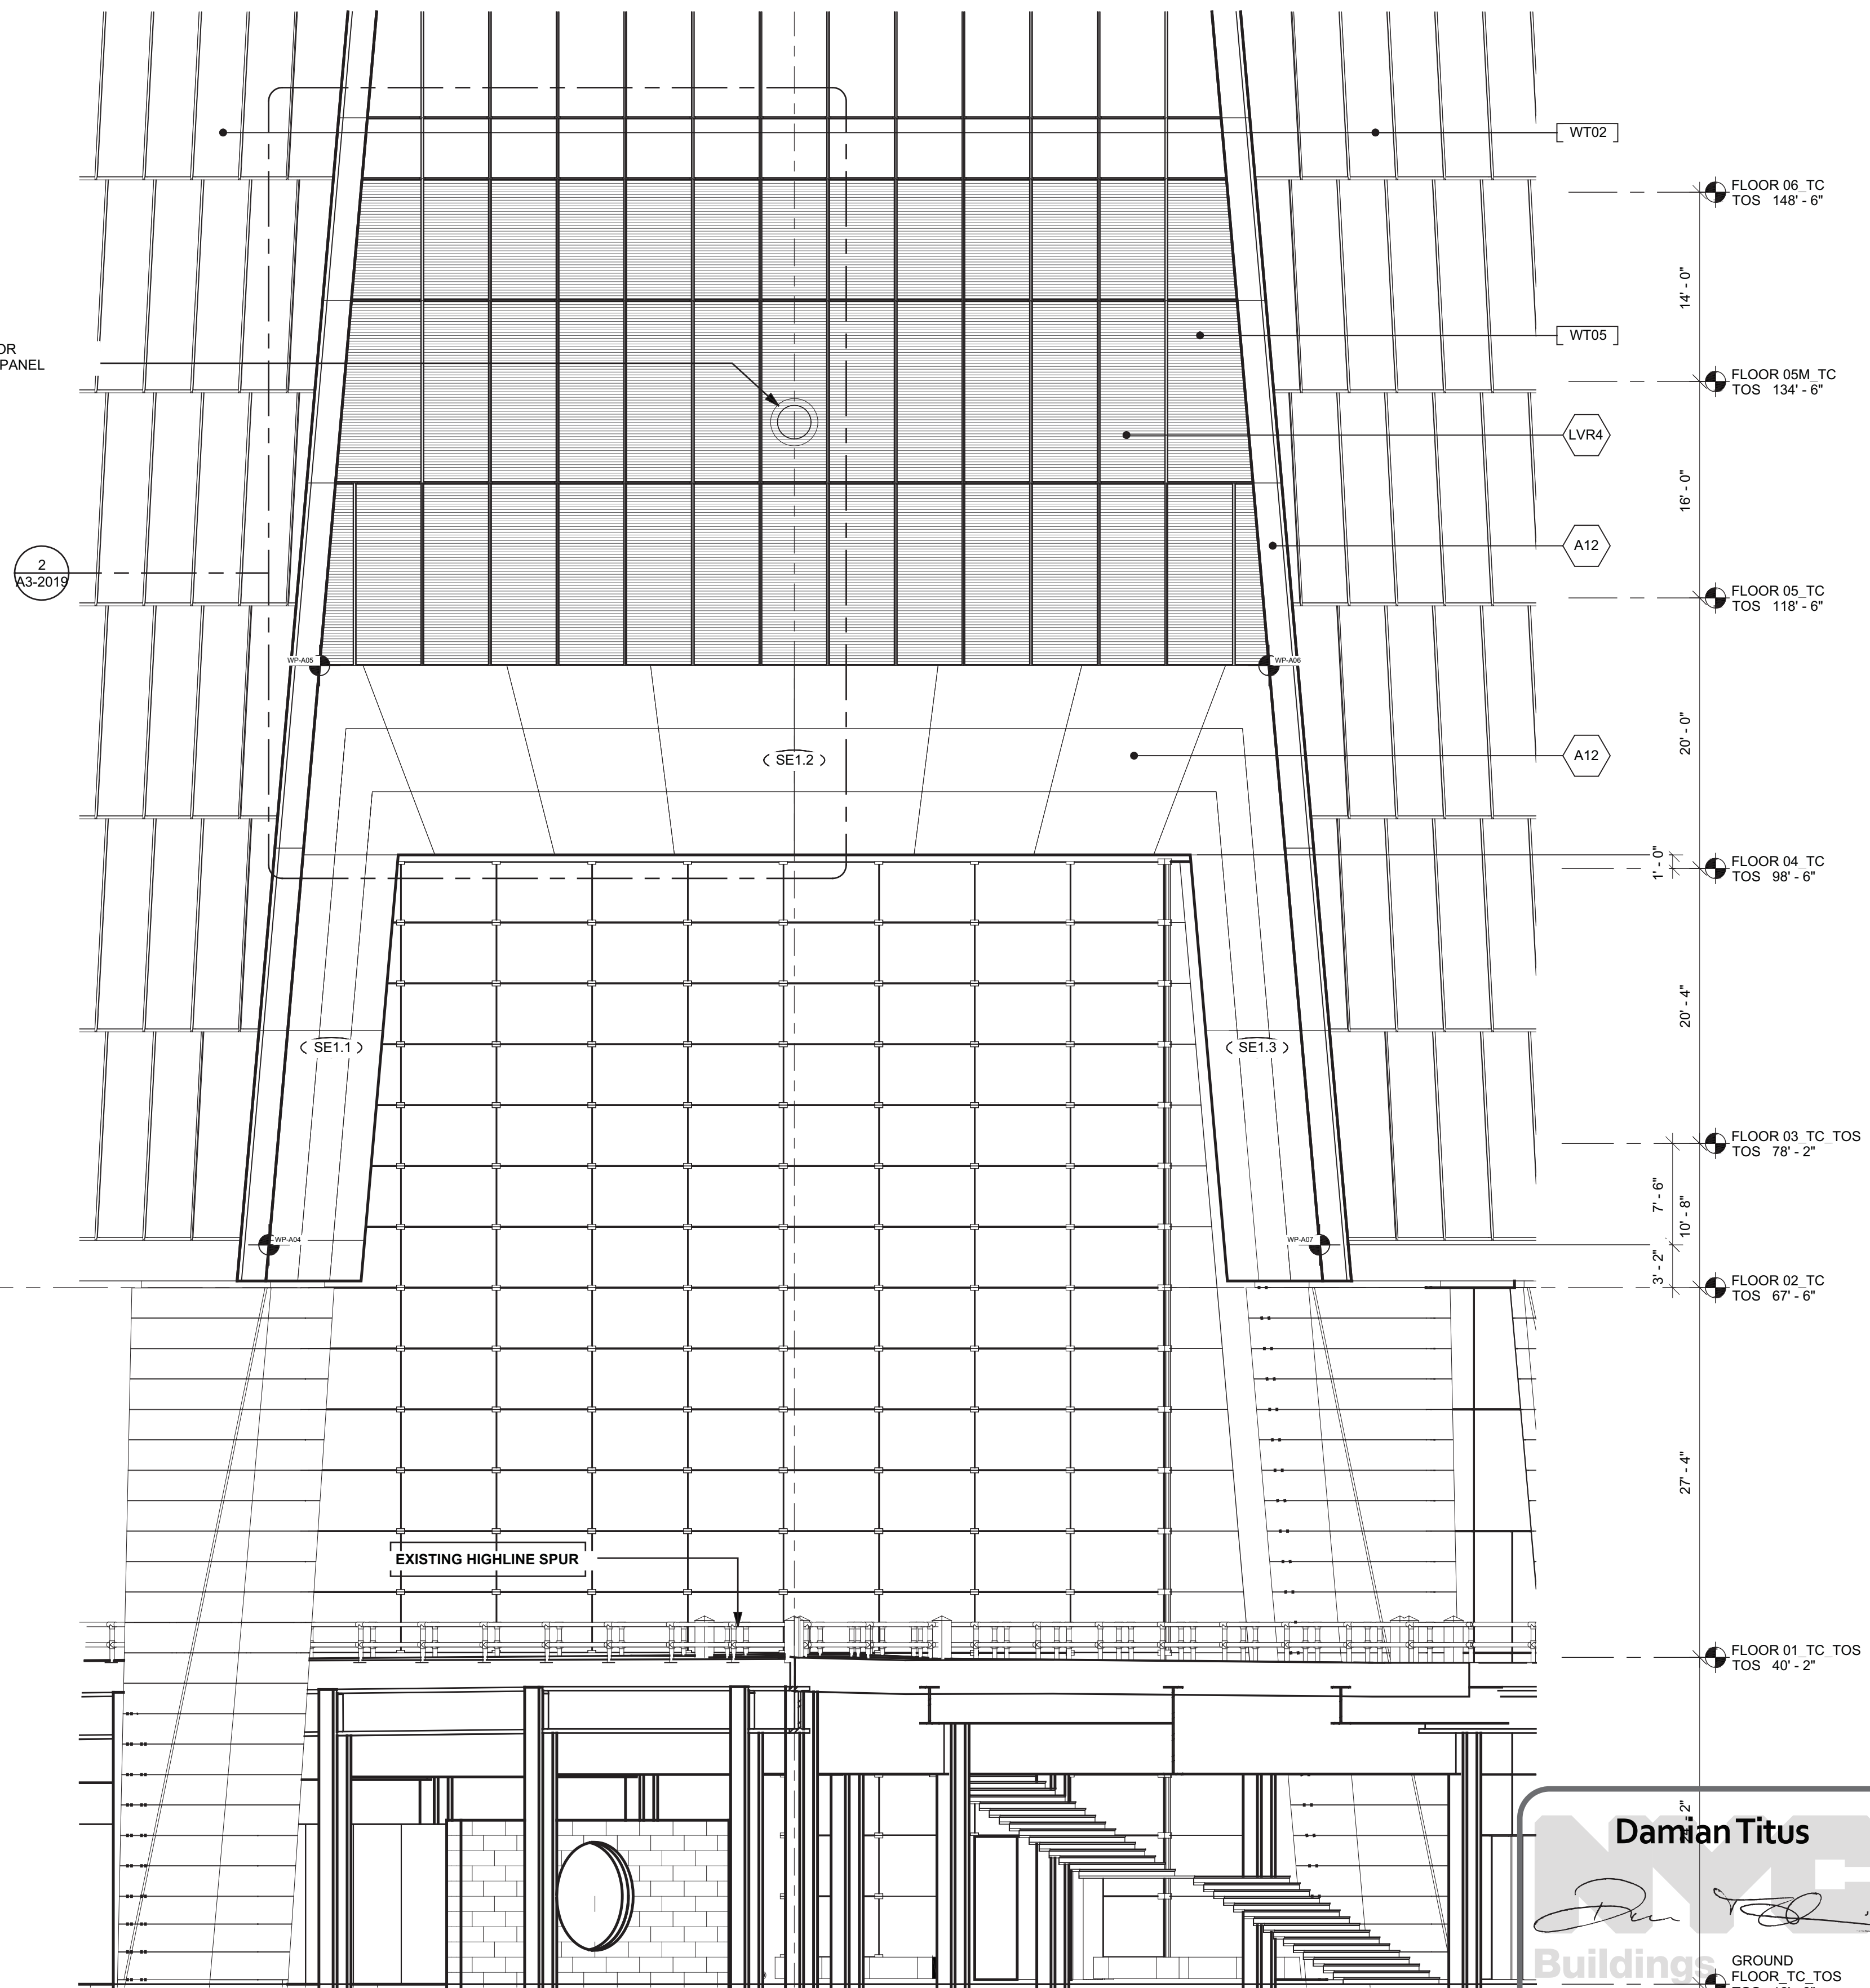 WT02
FLOOR 06_TC
TOS 148' - 6"
14' - 0"
OR
PANEL
WT05
FLOOR 05M_TC
TOS 134' - 6"
LVR4
16' - 0"
2
A3-2019
A12
FLOOR 05_TC
TOS 118' - 6"
WP-A05
WP-A06
20' - 0"
SE1.2
A12
1' - 0"
FLOOR 04_TC
TOS 98' - 6"
20' - 4"
SE1.1
SE1.3
FLOOR 03_TC_TOS
TOS 78' - 2"
7' - 6"
10' - 8"
WP-A04
WP-A07
3' - 2"
FLOOR 02_TC
TOS 67' - 6"
27' - 4"
EXISTING HIGHLINE SPUR
FLOOR 01_TC_TOS
TOS 40' - 2"
Damian Titus
NYC
Buildings
GROUND
FLOOR_TC_TOS